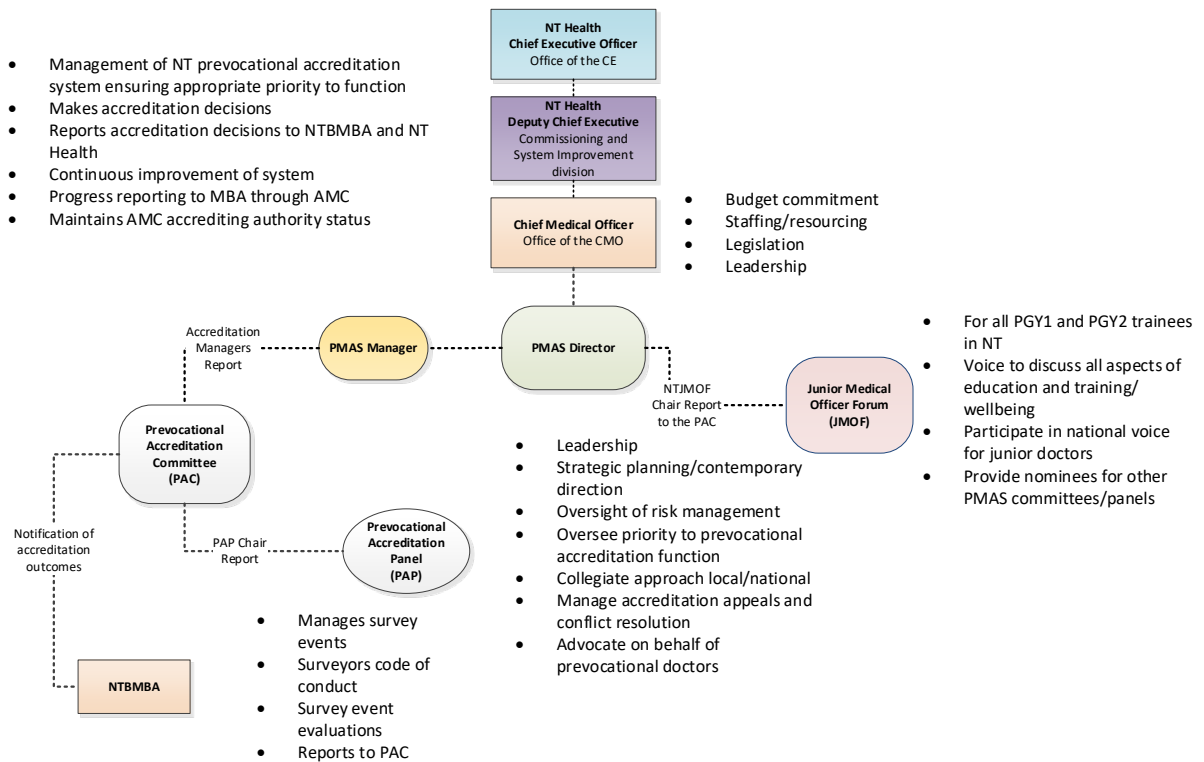 NT Health
Chief Executive Officer
Office of the CE
NT Health
Deputy Chief Executive
Commissioning and
System Improvement
division
Chief Medical Officer
Office of the CMO
• Management of NT prevocational accreditation
system ensuring appropriate priority to function
• Makes accreditation decisions
• Reports accreditation decisions to NTBMBA and NT
Health
• Continuous improvement of system
• Progress reporting to MBA through AMC
• Maintains AMC accrediting authority status
• Budget commitment
• Staffing/resourcing
• Legislation
• Leadership
Accreditation
Managers
Report
PMAS Manager
PMAS Director
NTJMOF
Chair Report
to the PAC
Junior Medical
Officer Forum
(JMOF)
• For all PGY1 and PGY2 trainees
in NT
• Voice to discuss all aspects of
education and training/
wellbeing
• Participate in national voice
for junior doctors
• Provide nominees for other
PMAS committees/panels
Prevocational
Accreditation
Committee
(PAC)
• Leadership
• Strategic planning/contemporary
direction
• Oversight of risk management
• Oversee priority to prevocational
accreditation function
• Collegiate approach local/national
• Manage accreditation appeals and
conflict resolution
• Advocate on behalf of
prevocational doctors
Notification of
accreditation
outcomes
PAP Chair
Report
Prevocational
Accreditation
Panel
(PAP)
• Manages survey
events
• Surveyors code of
conduct
• Survey event
evaluations
• Reports to PAC
NTBMBA